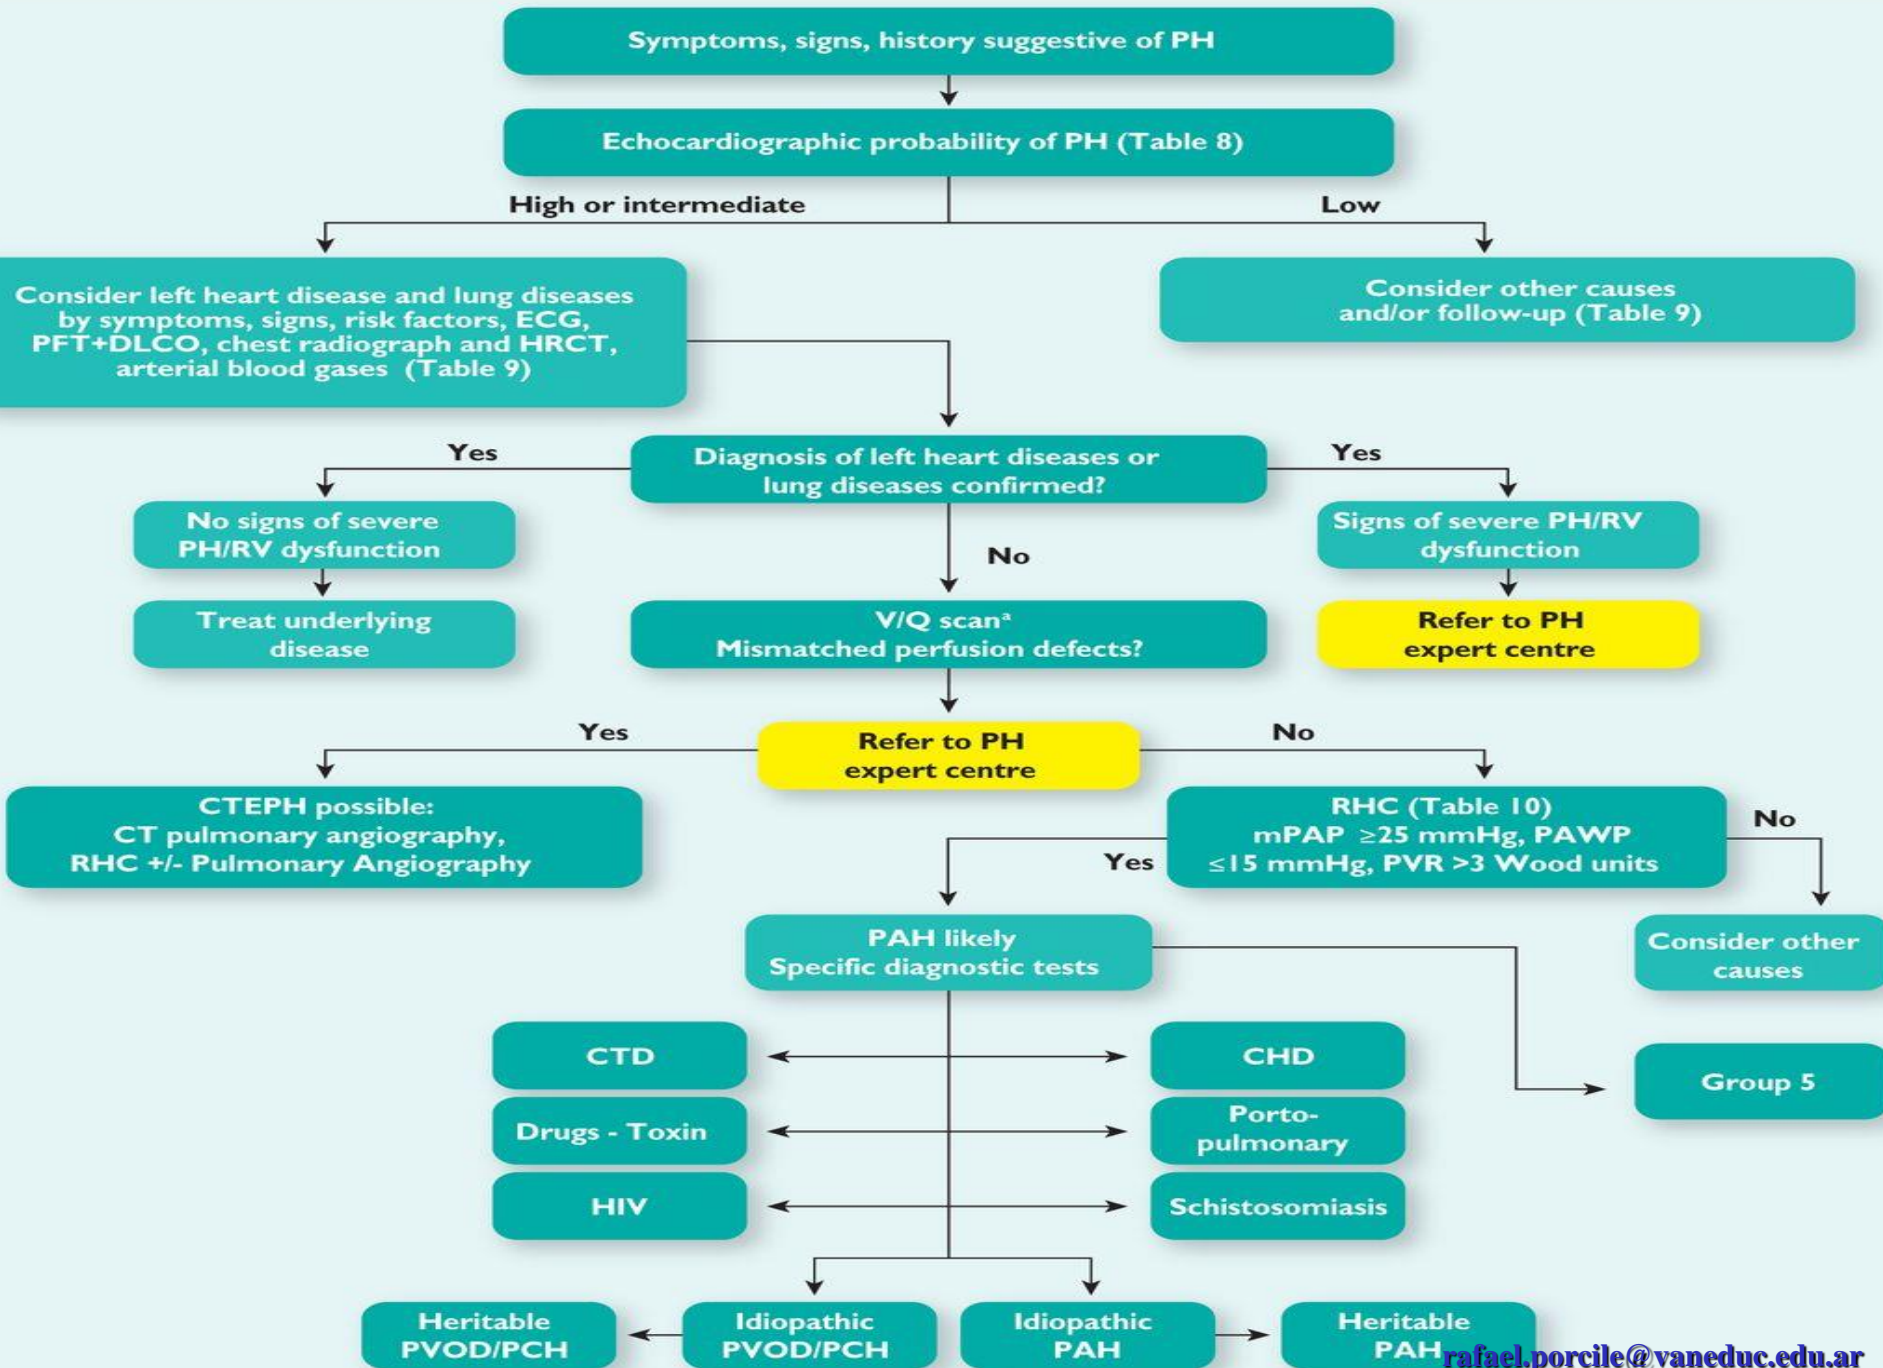 Symptoms, signs, history suggestive of PH
Echocardiographic probability of PH (Table 8)
High or intermediate
Low
Consider left heart disease and lung diseases
by symptoms, signs, risk factors, ECG,
PFT+DLCO, chest radiograph and HRCT,
arterial blood gases (Table 9)
Consider other causes
and/or follow-up (Table 9)
Yes
Diagnosis of left heart diseases or
lung diseases confirmed?
Yes
No signs of severe
PH/RV dysfunction
No
Signs of severe PH/RV
dysfunction
Treat underlying
disease
V/Q scanᵃ
Mismatched perfusion defects?
Refer to PH
expert centre
Yes
Refer to PH
expert centre
No
CTEPH possible:
CT pulmonary angiography,
RHC +/- Pulmonary Angiography
RHC (Table 10)
mPAP ≥25 mmHg, PAWP
≤15 mmHg, PVR >3 Wood units
No
Yes
PAH likely
Specific diagnostic tests
Consider other
causes
CTD
CHD
Group 5
Drugs - Toxin
Porto-
pulmonary
HIV
Schistosomiasis
Heritable
PVOD/PCH
Idiopathic
PVOD/PCH
Idiopathic
PAH
Heritable
PAH
rafael.porcile@vaneduc.edu.ar